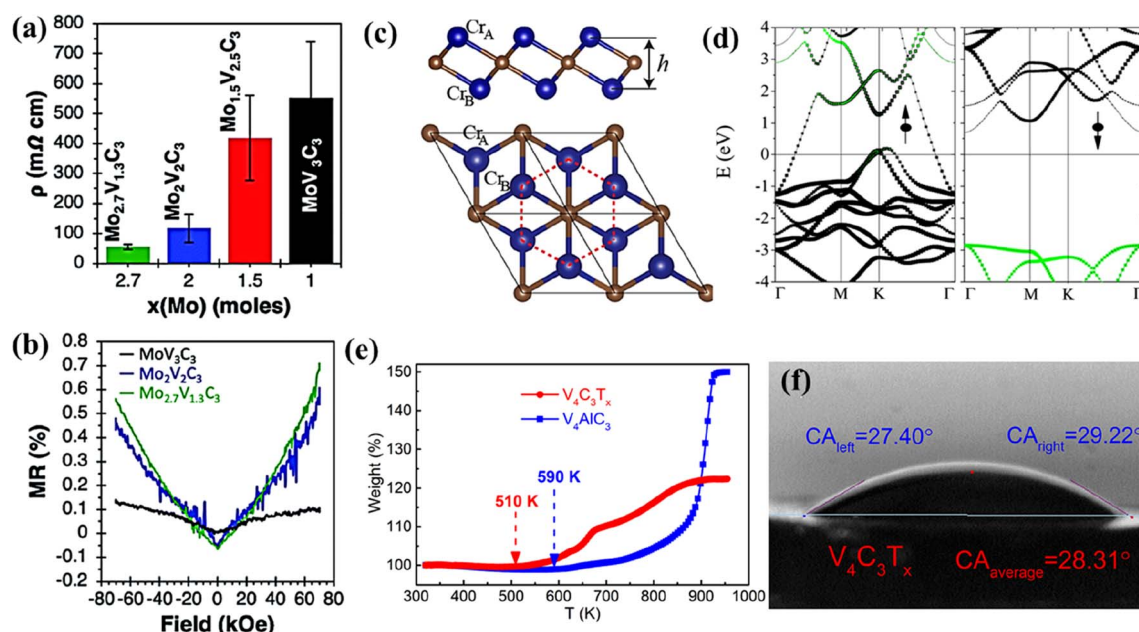 (a)
800
700
600
500
400
300
200
100
0
ρ (mΩ cm)
Mo2.7V1.3C3
Mo2V2C3
Mo1.5V2.5C3
MoV3C3
2.7 2 1.5 1
x(Mo) (moles)
(b)
0.8
0.7
0.6
0.5
0.4
0.3
0.2
0.1
0
-0.1
-0.2
MR (%)
MoV3C3
Mo2V2C3
Mo2.7V1.3C3
-80 -60 -40 -20 0 20 40 60 80
Field (kOe)
(c)
CrA
CrB
h
CrA
CrB
(d)
E (eV)
4
3
2
1
0
-1
-2
-3
-4
Γ M K Γ
Γ M K Γ
(e)
150
140
130
120
110
100
Weight (%)
V4C3Tx
V4AlC3
510 K
590 K
300 400 500 600 700 800 900 1000
T (K)
(f)
CAleft=27.40°
CAright=29.22°
V4C3Tx
CAaverage=28.31°